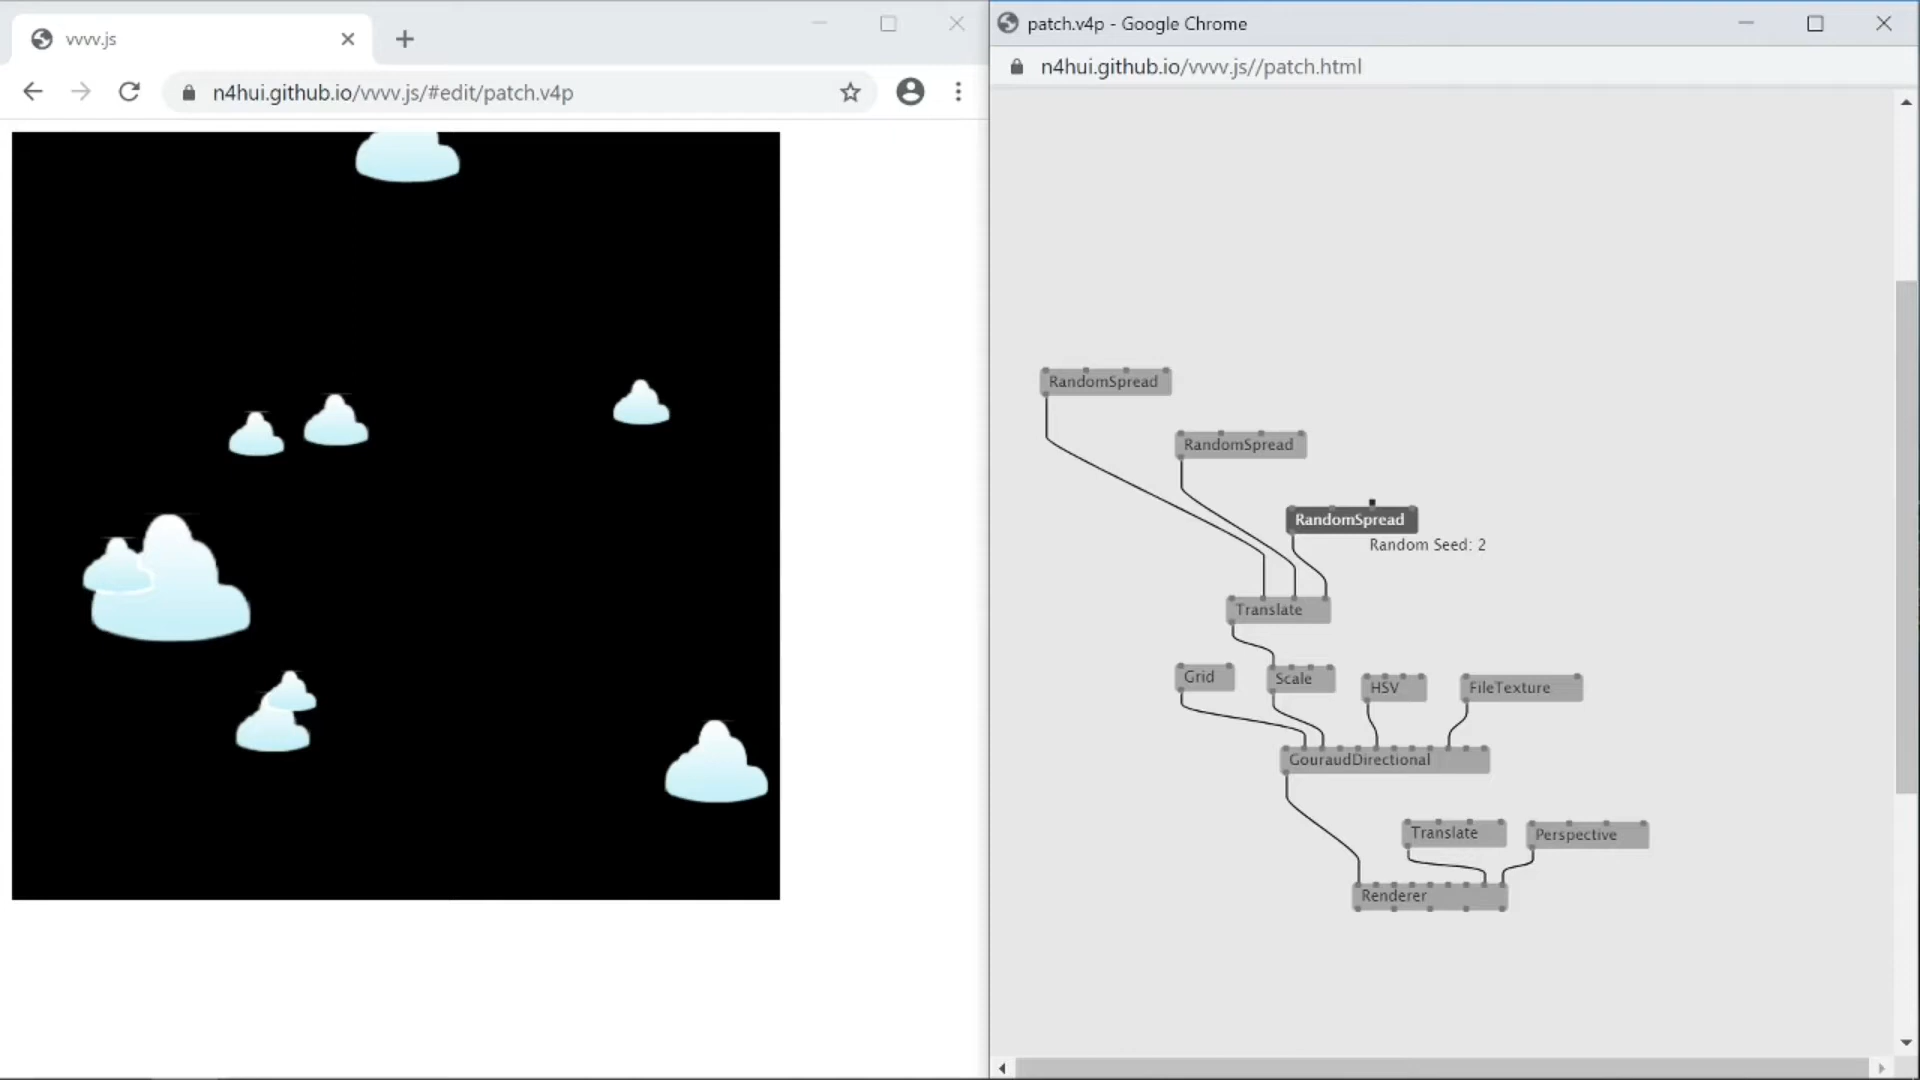 vvvv.js
n4hui.github.io/vvvv.js/#edit/patch.v4p
patch.v4p - Google Chrome
n4hui.github.io/vvvv.js//patch.html
RandomSpread
RandomSpread
RandomSpread
Random Seed: 2
Translate
Grid
Scale
HSV
FileTexture
GouraudDirectional
Translate
Perspective
Renderer